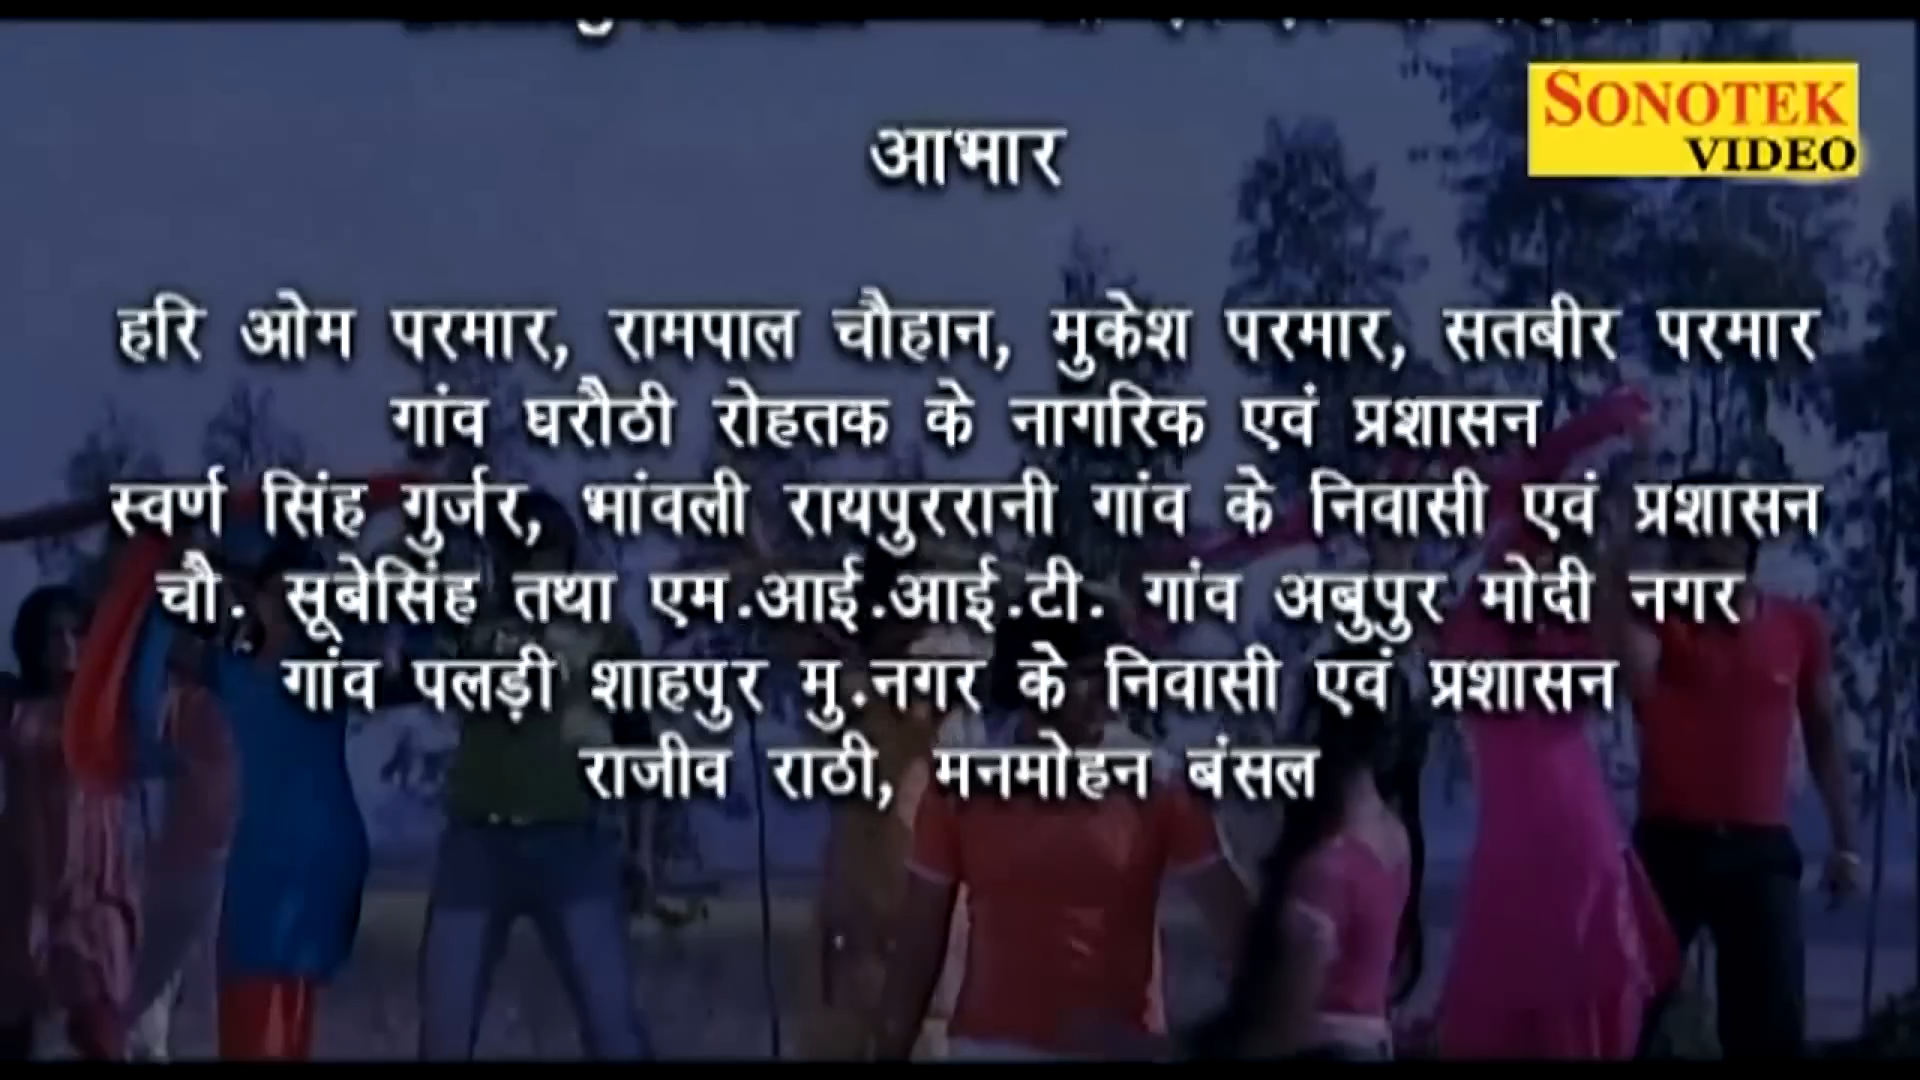 SONOTEK
VIDEO
आभार
हरि ओम परमार, रामपाल चौहान, मुकेश परमार, सतबीर परमार
गांव घरौठी रोहतक के नागरिक एवं प्रशासन
स्वर्ण सिंह गुर्जर, भांवली रायपुररानी गांव के निवासी एवं प्रशासन
चौ. सूबेसिंह तथा एम.आई.आई.टी. गांव अबुपुर मोदी नगर
गांव पलड़ी शाहपुर मु.नगर के निवासी एवं प्रशासन
राजीव राठी, मनमोहन बंसल